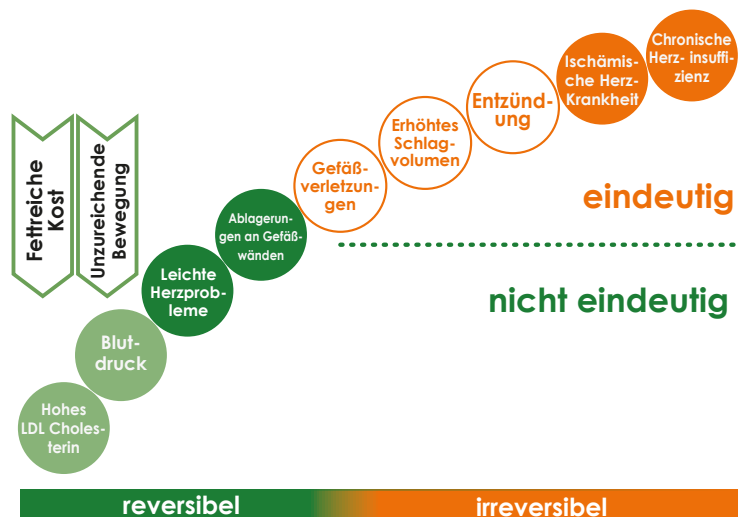 Fettreiche
Kost
Unzureichende
Bewegung
Hohes
LDL Choles-
terin
Blut-
druck
Leichte
Herzprob-
leme
Ablagerun-
gen an Gefäß-
wänden
Gefäß-
verletzun-
gen
Erhöhtes
Schlag-
volumen
Entzünd-
ung
Ischämis-
che Herz-
Krankheit
Chronische
Herz- insuffi-
zienz
eindeutig
nicht eindeutig
reversibel
irreversibel